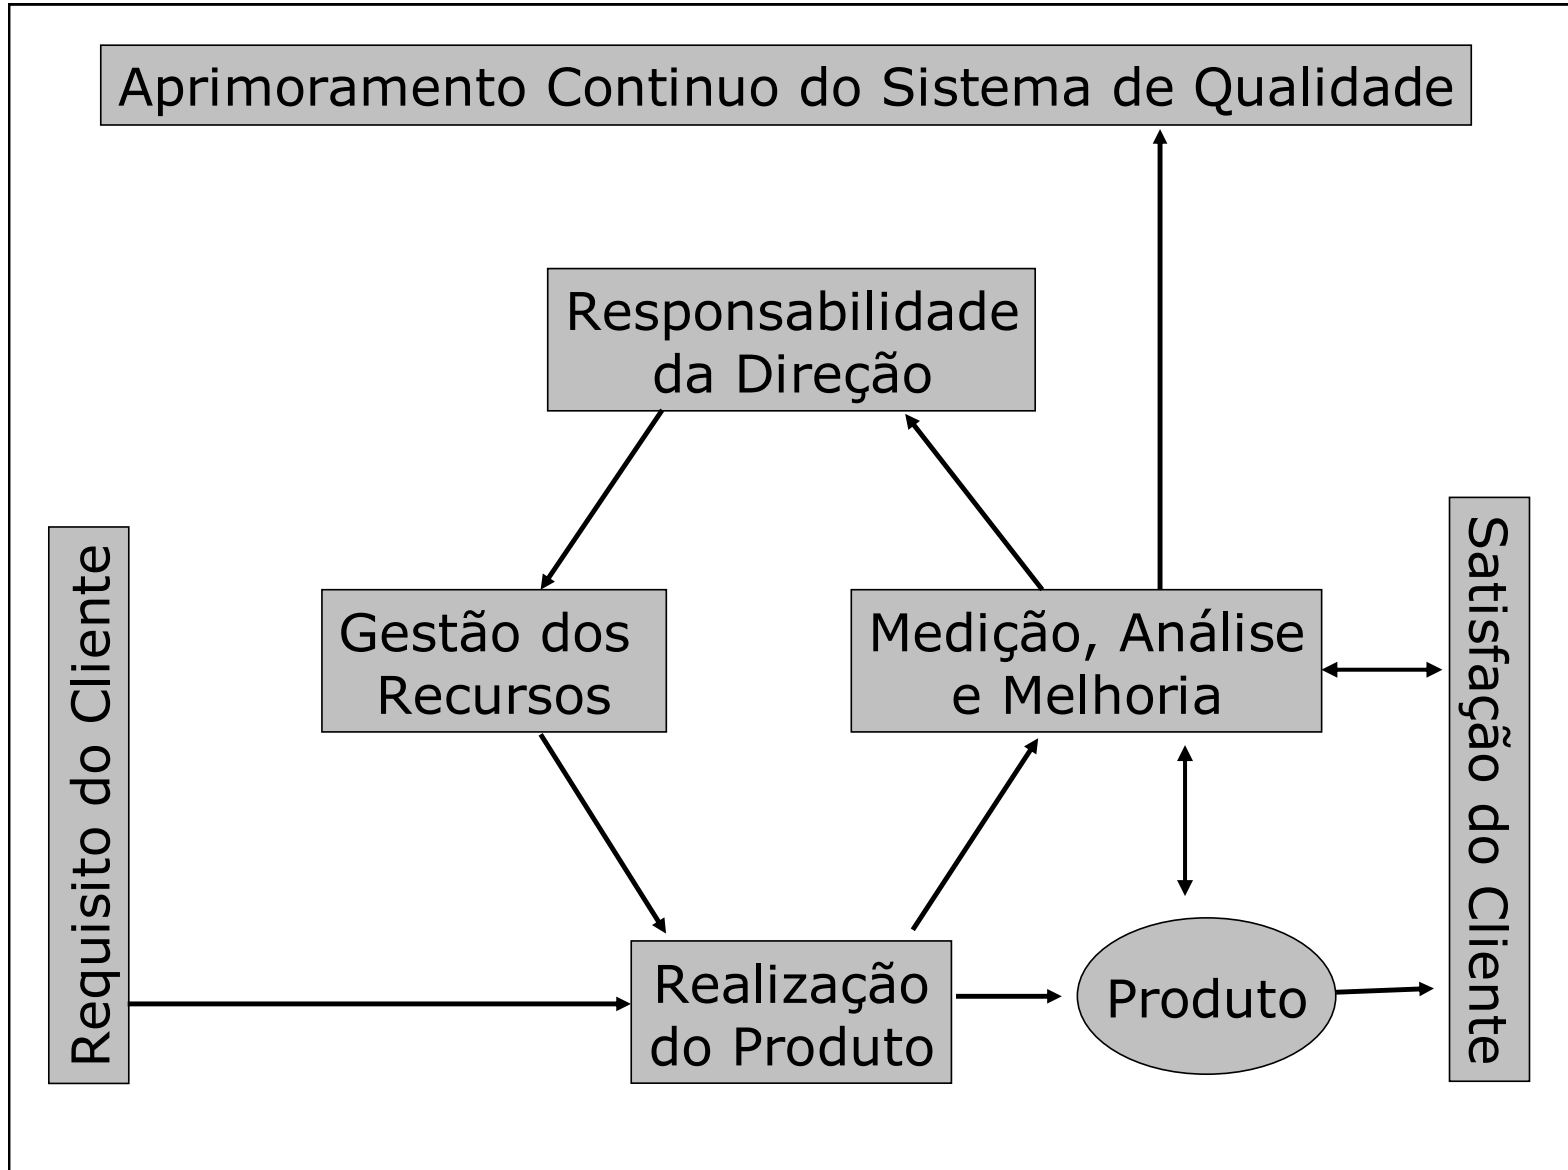 Aprimoramento Continuo do Sistema de Qualidade
Responsabilidade
da Direção
Requisito do Cliente
Gestão dos
Recursos
Medição, Análise
e Melhoria
Satisfação do Cliente
Realização
do Produto
Produto